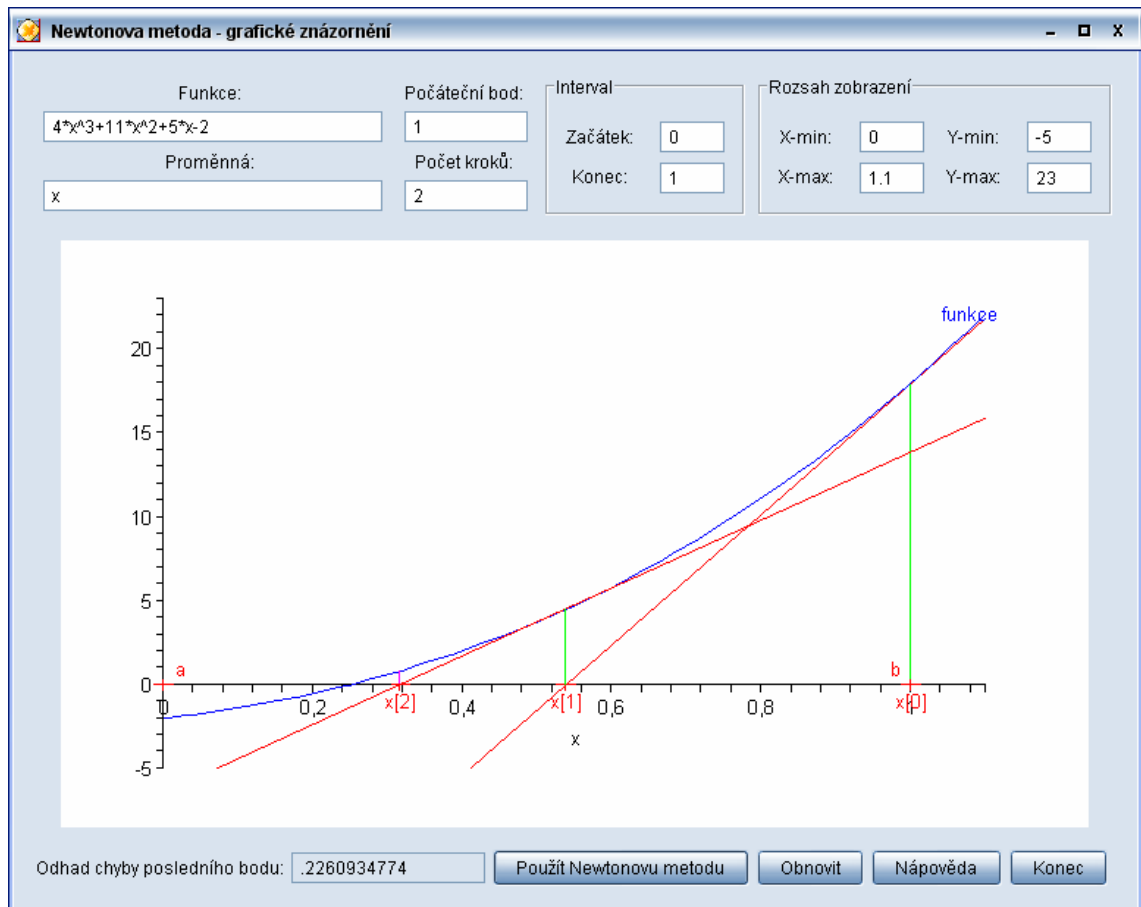 Newtonova metoda - grafické znázornění
Funkce:
4*x^3+11*x^2+5*x-2
Proměnná:
x
Počáteční bod:
1
Počet kroků:
2
Interval
Začátek:
0
Konec:
1
Rozsah zobrazení
X-min:
0
Y-min:
-5
X-max:
1.1
Y-max:
23
funkce
20
15
10
5
a
b
0
0
0,2
x[2]
0,4
x[1]
0,6
0,8
x[0]
1
x
-5
Odhad chyby posledního bodu:
.2260934774
Použít Newtonovu metodu
Obnovit
Nápověda
Konec